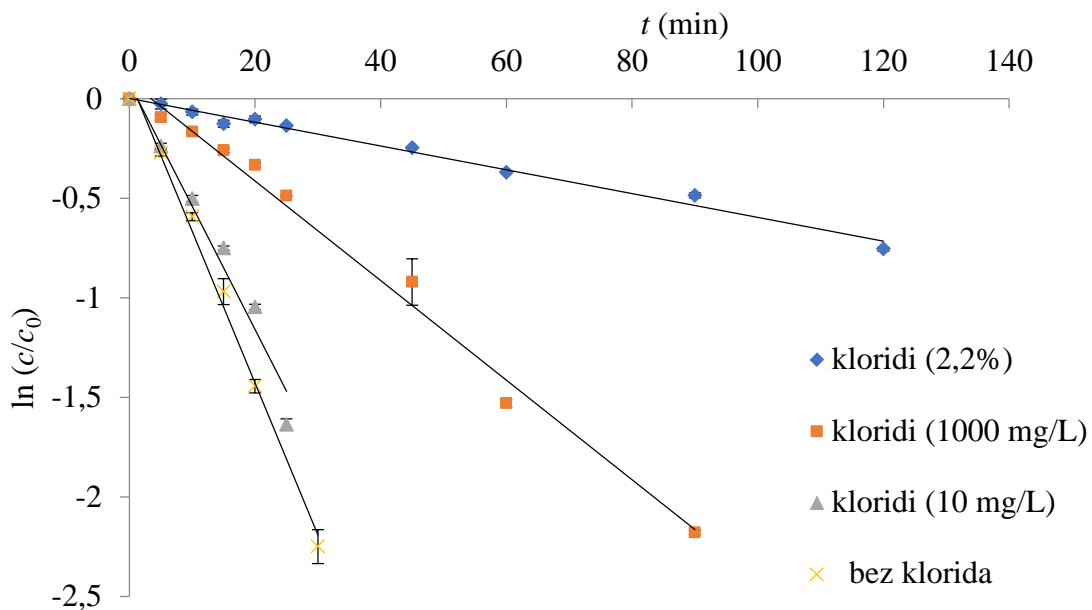 t (min)
0 20 40 60 80 100 120 140
0
-0,5
-1
-1,5
-2
-2,5
ln (c/c₀)
kloridi (2,2%)
kloridi (1000 mg/L)
kloridi (10 mg/L)
bez klorida